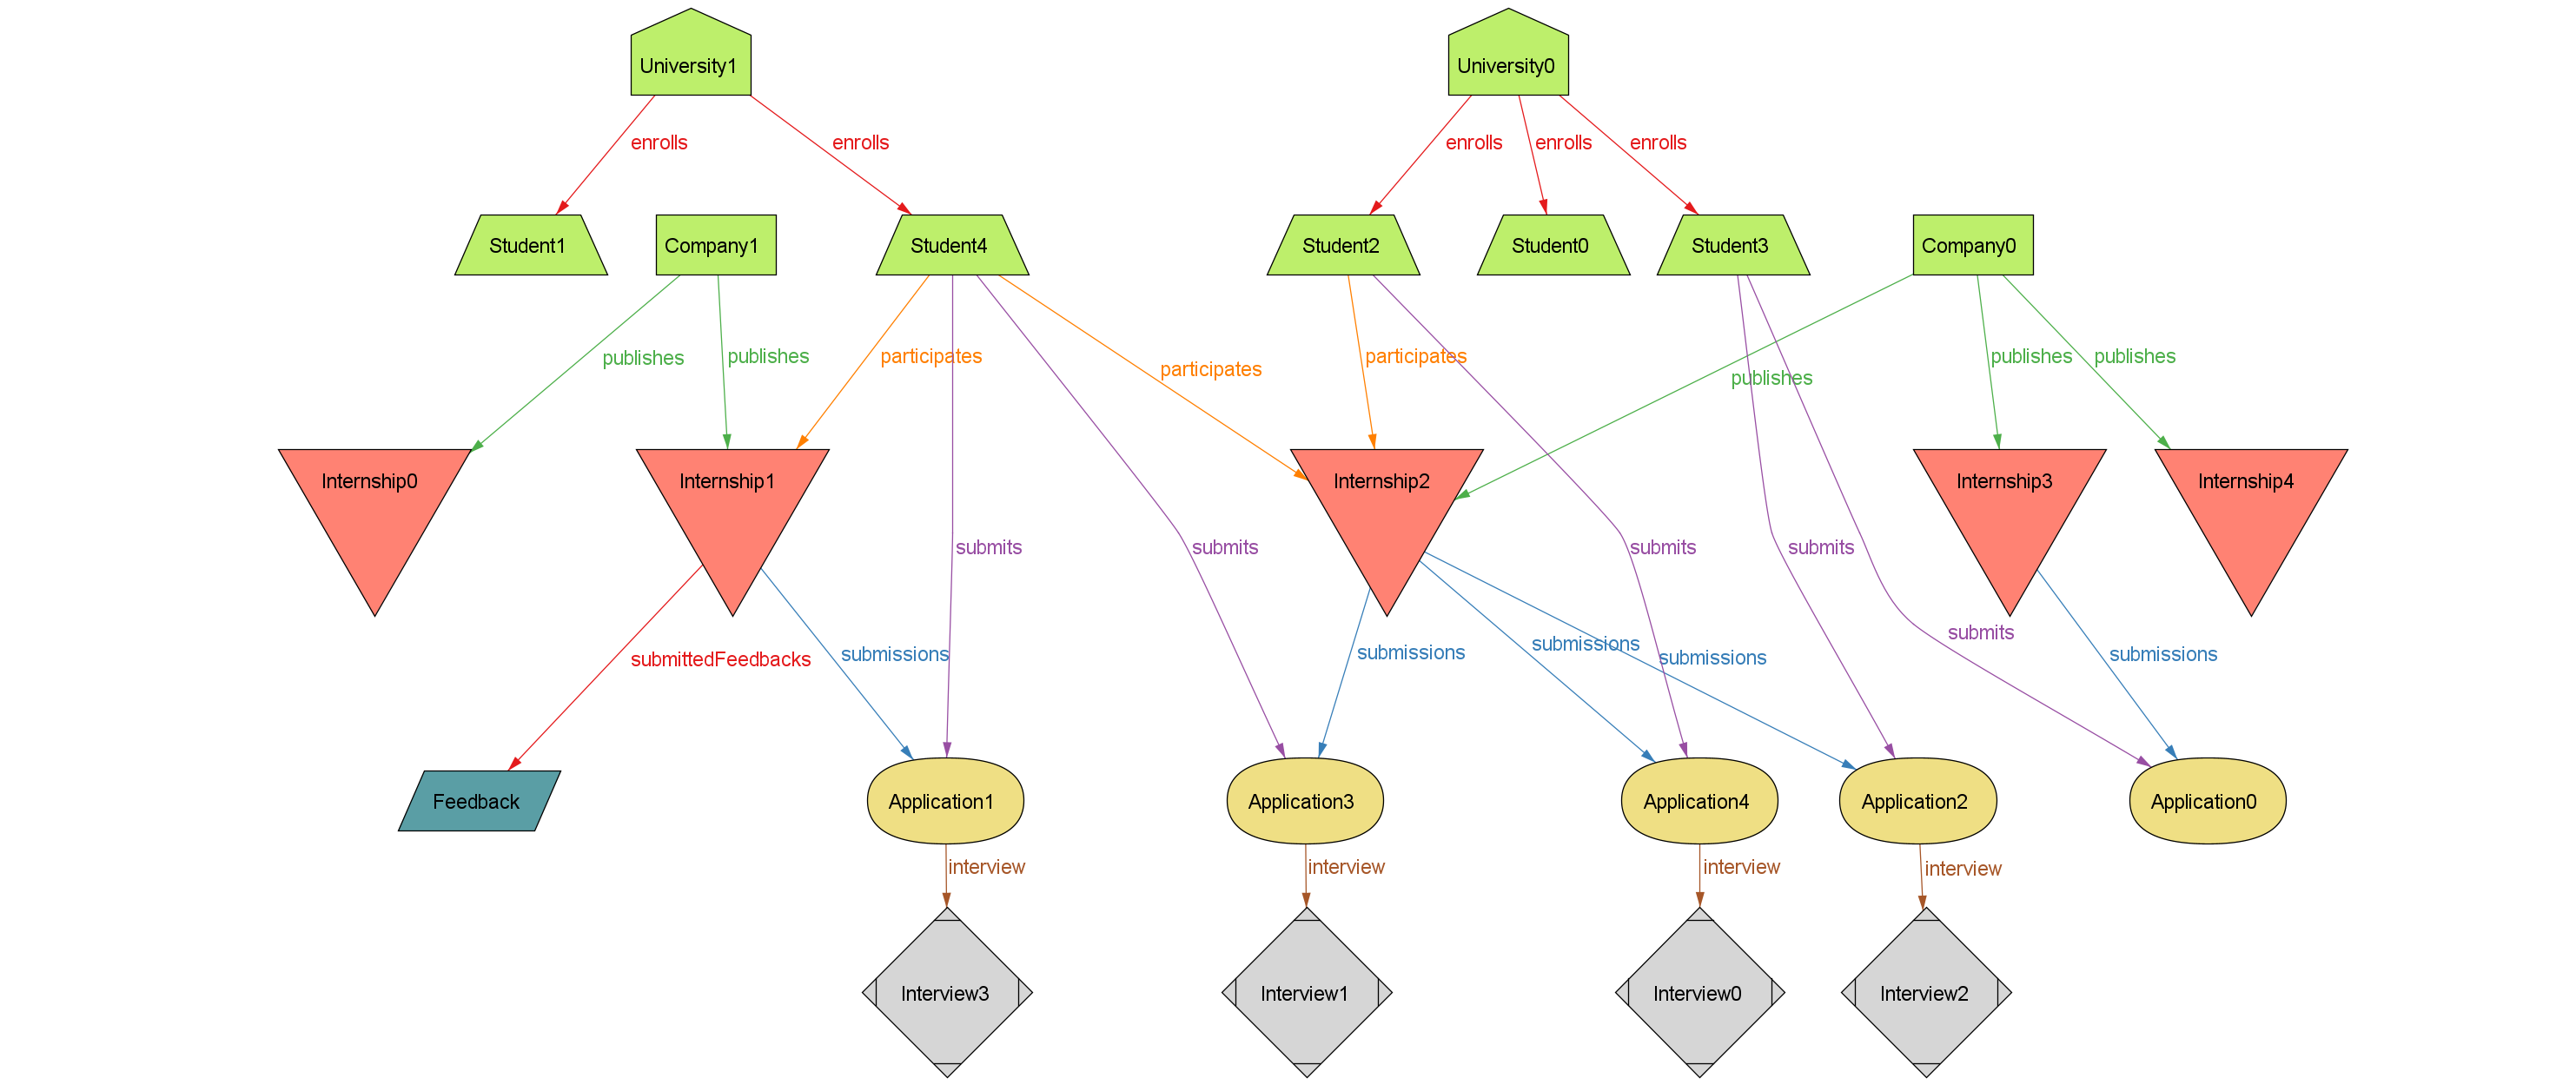 University1
University0
enrolls
enrolls
enrolls
enrolls
enrolls
Student1
Company1
Student4
Student2
Student0
Student3
Company0
publishes
publishes
participates
participates
participates
publishes
publishes
publishes
Internship0
Internship1
Internship2
Internship3
Internship4
submits
submits
submits
submits
submits
submittedFeedbacks
submissions
submissions
submissions
submissions
submissions
Feedback
Application1
Application3
Application4
Application2
Application0
interview
interview
interview
interview
Interview3
Interview1
Interview0
Interview2